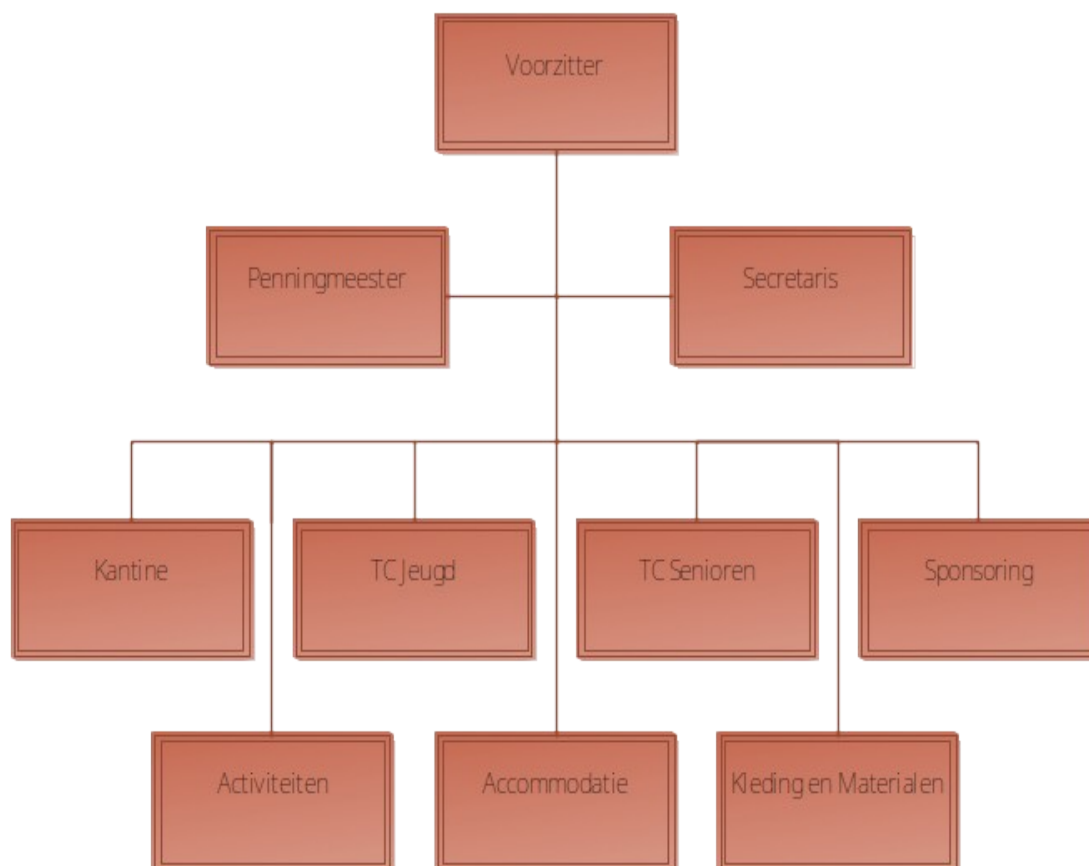 Voorzitter
Penningmeester
Secretaris
Kantine
TC Jeugd
TC Senioren
Sponsoring
Activiteiten
Accommodatie
Kleding en Materialen